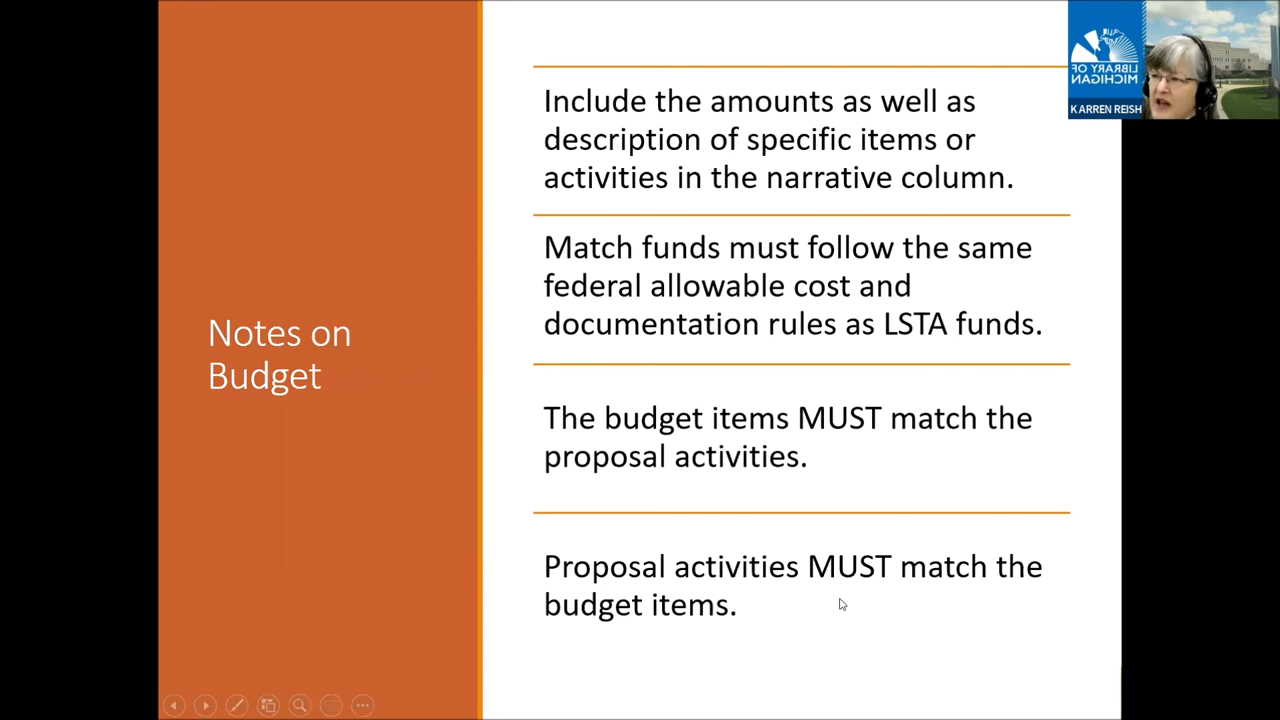 Include the amounts as well as
description of specific items or
activities in the narrative column.
Match funds must follow the same
federal allowable cost and
documentation rules as LSTA funds.
Notes on
Budget
The budget items MUST match the
proposal activities.
Proposal activities MUST match the
budget items.
LIBRARY OF
MICHIGAN
KARREN REISH